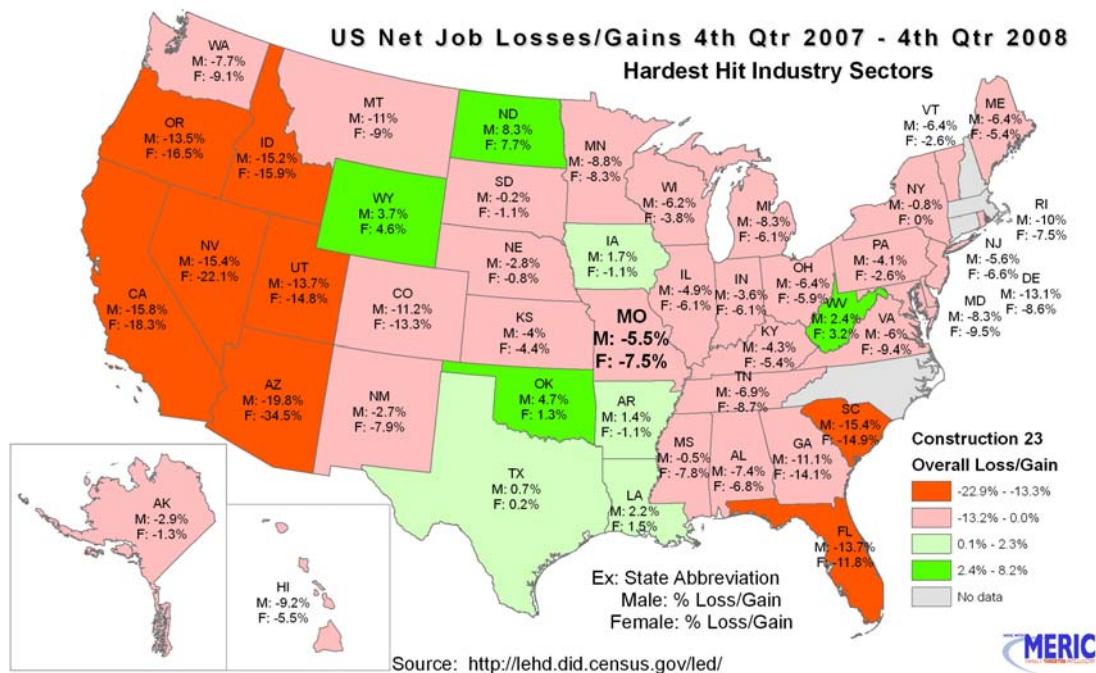 US Net Job Losses/Gains 4th Qtr 2007 - 4th Qtr 2008
Hardest Hit Industry Sectors
WA
M: -7.7%
F: -9.1%
MT
M: -11%
F: -9%
ND
M: 8.3%
F: 7.7%
MN
M: -8.8%
F: -8.3%
VT
M: -6.4%
F: -2.6%
ME
M: -6.4%
F: -5.4%
OR
M: -13.5%
F: -16.5%
ID
M: -15.2%
F: -15.9%
WY
M: 3.7%
F: 4.6%
SD
M: -0.2%
F: -1.1%
WI
M: -6.2%
F: -3.8%
MI
M: -8.3%
F: -6.1%
NY
M: -0.8%
F: 0%
RI
M: -10%
F: -7.5%
NV
M: -15.4%
F: -22.1%
UT
M: -13.7%
F: -14.8%
NE
M: -2.8%
F: -0.8%
IA
M: 1.7%
F: -1.1%
PA
M: -4.1%
F: -2.6%
NJ
M: -5.6%
F: -6.6%
CA
M: -15.8%
F: -18.3%
CO
M: -11.2%
F: -13.3%
KS
M: -4%
F: -4.4%
MO
M: -5.5%
F: -7.5%
IL
M: -4.9%
F: -6.1%
IN
M: -3.6%
F: -6.1%
OH
M: -6.4%
F: -5.9%
WV
M: 2.4%
F: 3.2%
VA
M: -6%
F: -9.4%
MD
M: -8.3%
F: -9.5%
DE
M: -13.1%
F: -8.6%
KY
M: -4.3%
F: -5.4%
AZ
M: -19.8%
F: -34.5%
NM
M: -2.7%
F: -7.9%
OK
M: 4.7%
F: 1.3%
AR
M: 1.4%
F: -1.1%
TN
M: -6.9%
F: -8.7%
SC
M: -15.4%
F: -14.9%
TX
M: 0.7%
F: 0.2%
LA
M: 2.2%
F: 1.5%
MS
M: -0.5%
F: -7.8%
AL
M: -7.4%
F: -6.8%
GA
M: -11.1%
F: -14.1%
FL
M: -13.7%
F: -11.8%
AK
M: -2.9%
F: -1.3%
HI
M: -9.2%
F: -5.5%
Construction 23
Overall Loss/Gain
-22.9% - -13.3%
-13.2% - 0.0%
0.1% - 2.3%
2.4% - 8.2%
No data
Ex: State Abbreviation
Male: % Loss/Gain
Female: % Loss/Gain
Source: http://lehd.did.census.gov/led/
MERIC